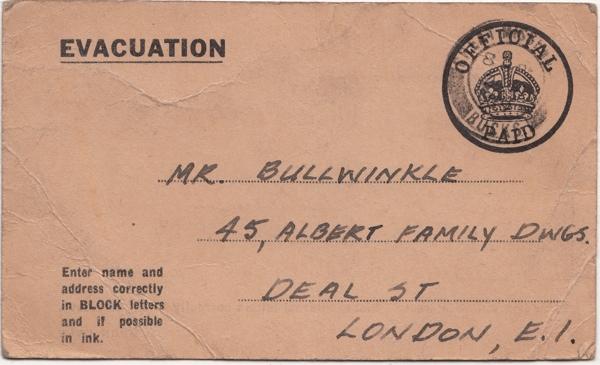 EVACUATION
OFFICIAL
PAID
MR. BULLWINKLE
45, ALBERT FAMILY DWGS.
DEAL ST
LONDON, E.1.
Enter name and
address correctly
in BLOCK letters
and if possible
in ink.